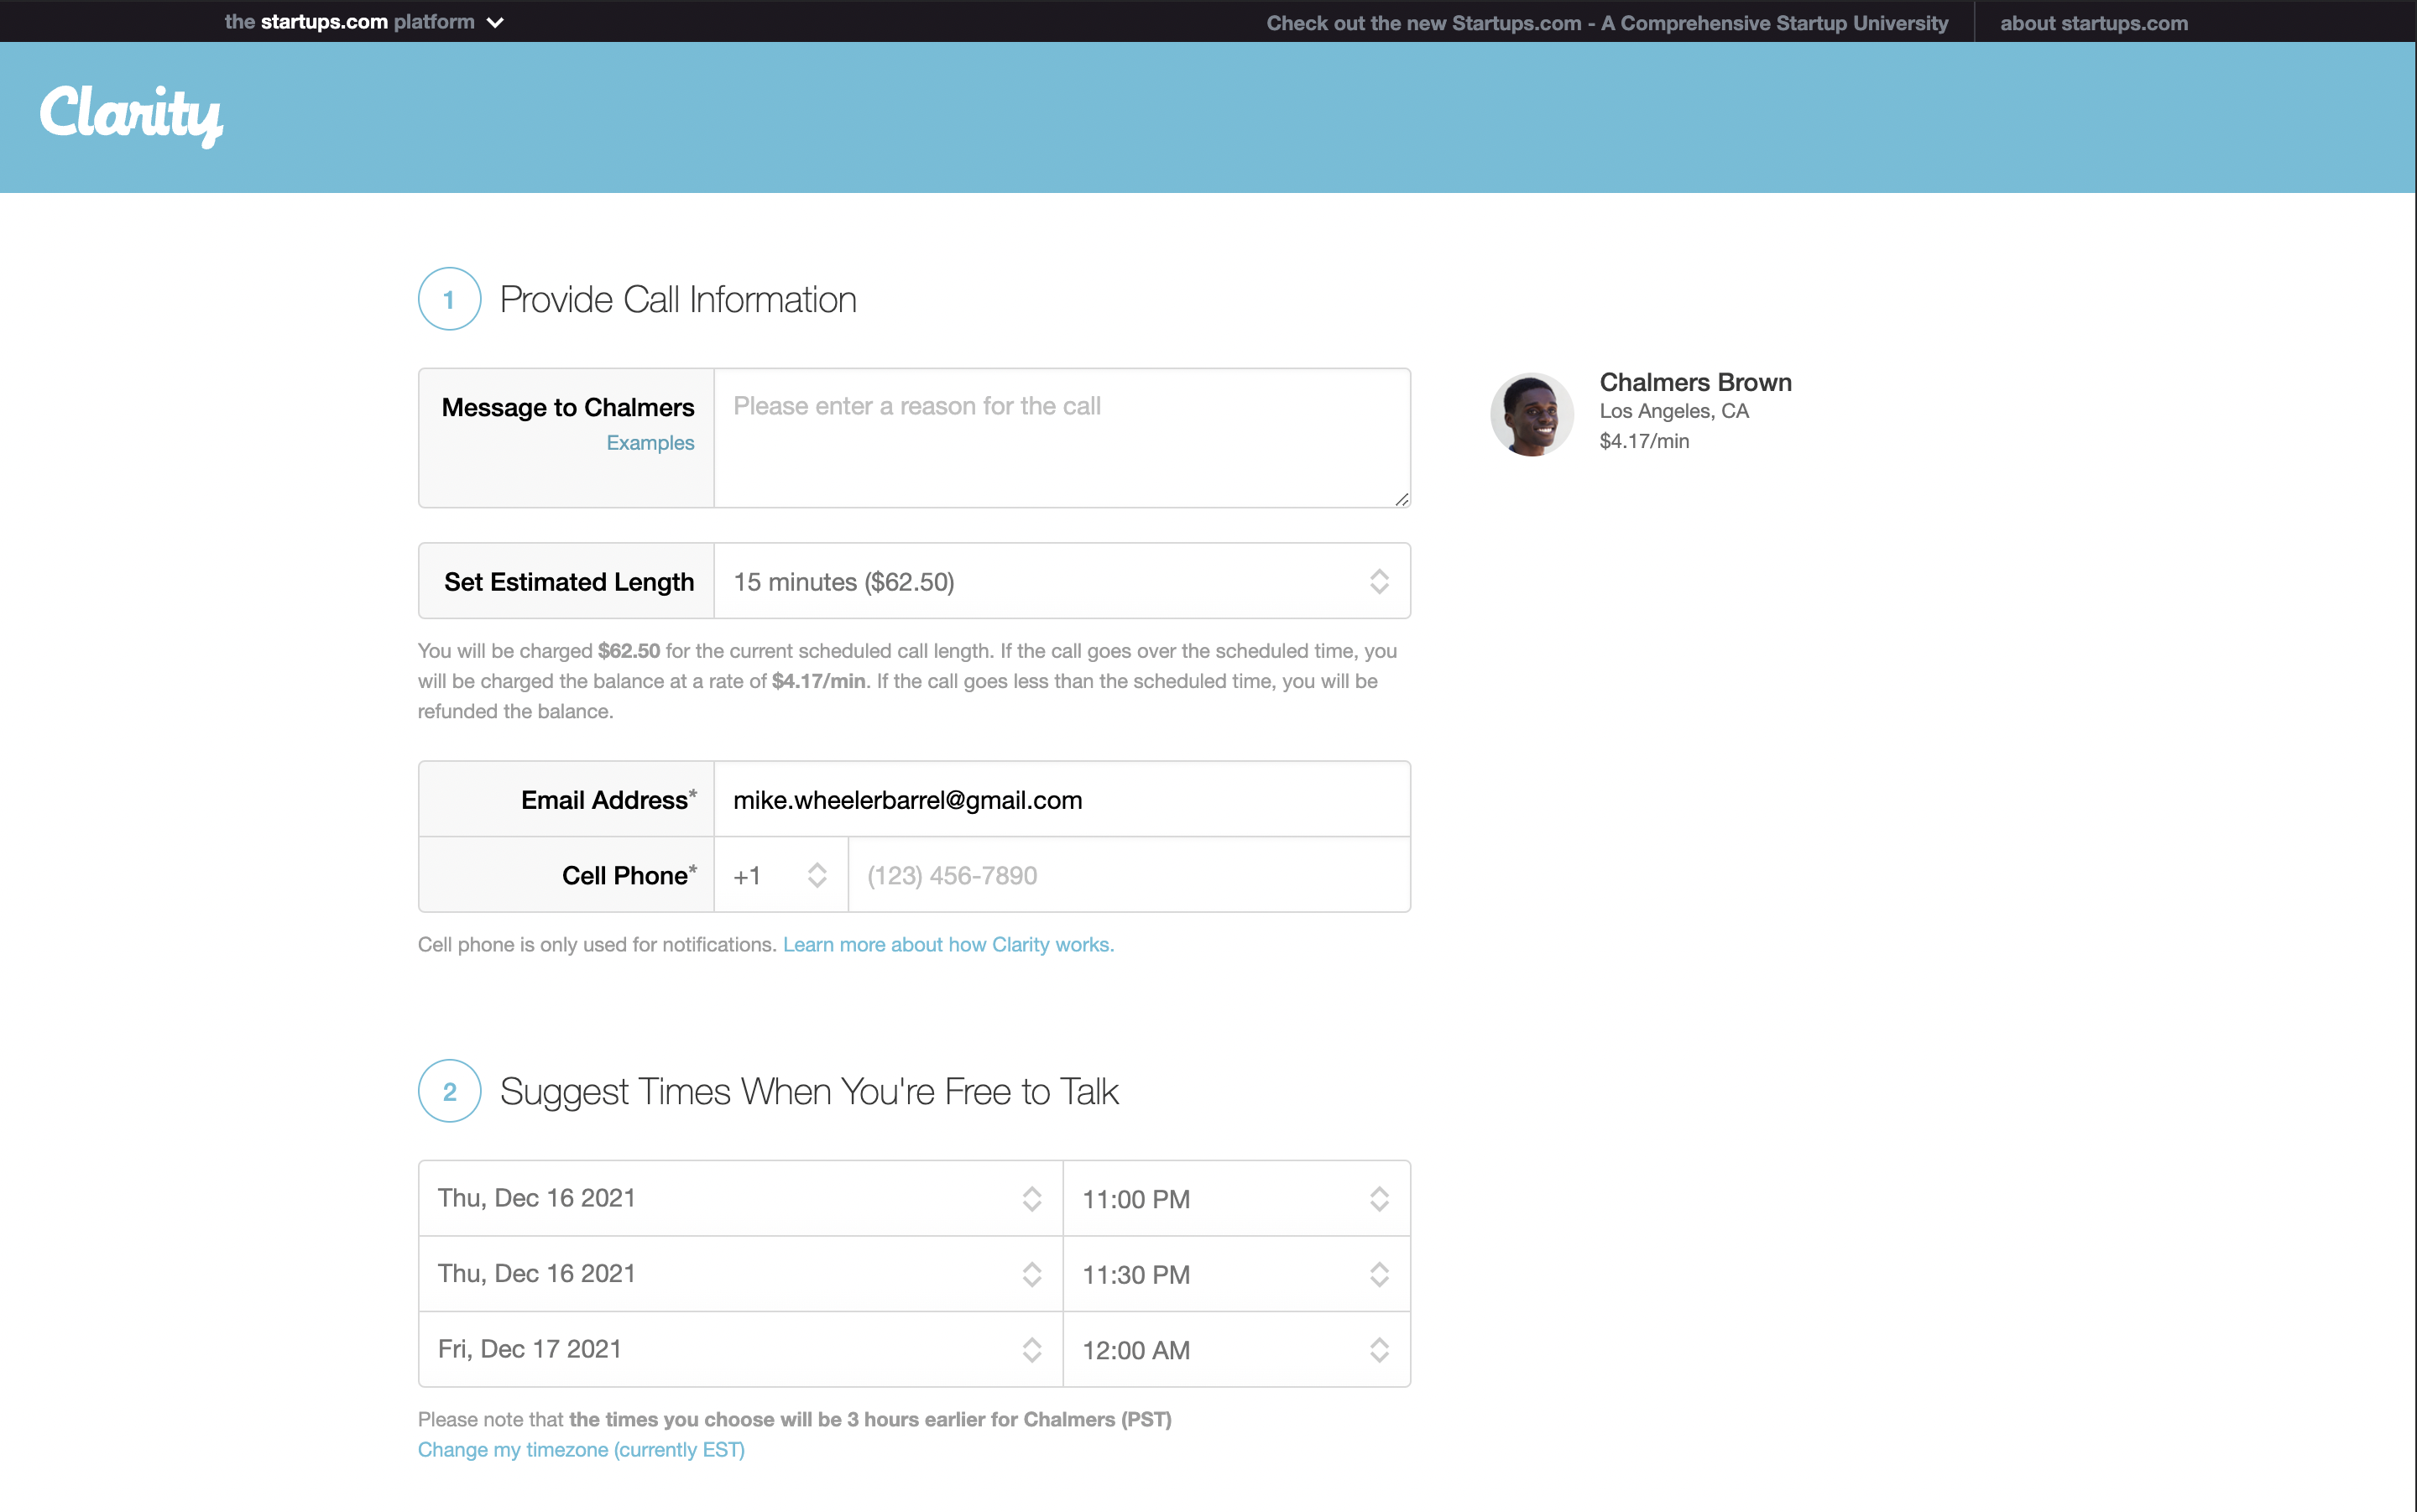 the startups.com platform
Check out the new Startups.com - A Comprehensive Startup University
about startups.com
Clarity
1 Provide Call Information
Message to Chalmers
Examples
Please enter a reason for the call
Chalmers Brown
Los Angeles, CA
$4.17/min
Set Estimated Length
15 minutes ($62.50)
You will be charged $62.50 for the current scheduled call length. If the call goes over the scheduled time, you
will be charged the balance at a rate of $4.17/min. If the call goes less than the scheduled time, you will be
refunded the balance.
Email Address*
mike.wheelerbarrel@gmail.com
Cell Phone*
+1
(123) 456-7890
Cell phone is only used for notifications. Learn more about how Clarity works.
2 Suggest Times When You're Free to Talk
Thu, Dec 16 2021
11:00 PM
Thu, Dec 16 2021
11:30 PM
Fri, Dec 17 2021
12:00 AM
Please note that the times you choose will be 3 hours earlier for Chalmers (PST)
Change my timezone (currently EST)